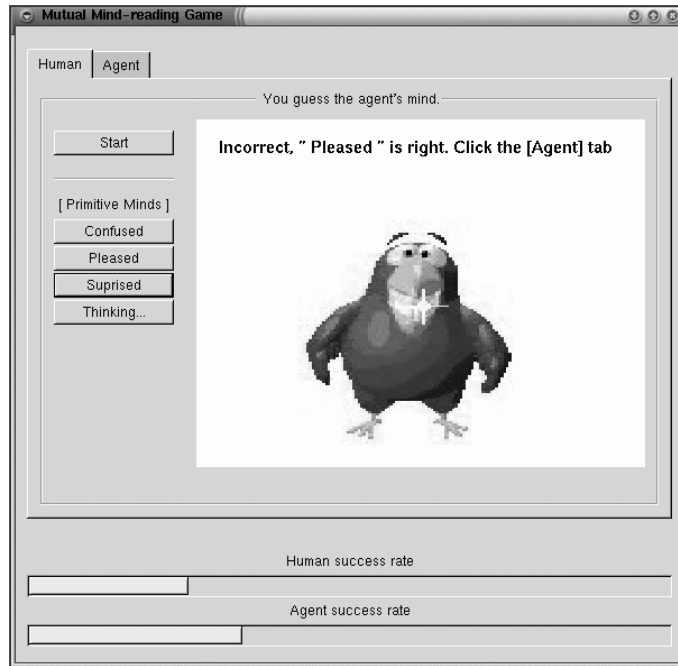 Mutual Mind-reading Game
Human
Agent
You guess the agent's mind.
Start
Incorrect, " Pleased " is right. Click the [Agent] tab
[ Primitive Minds ]
Confused
Pleased
Suprised
Thinking...
Human success rate
Agent success rate